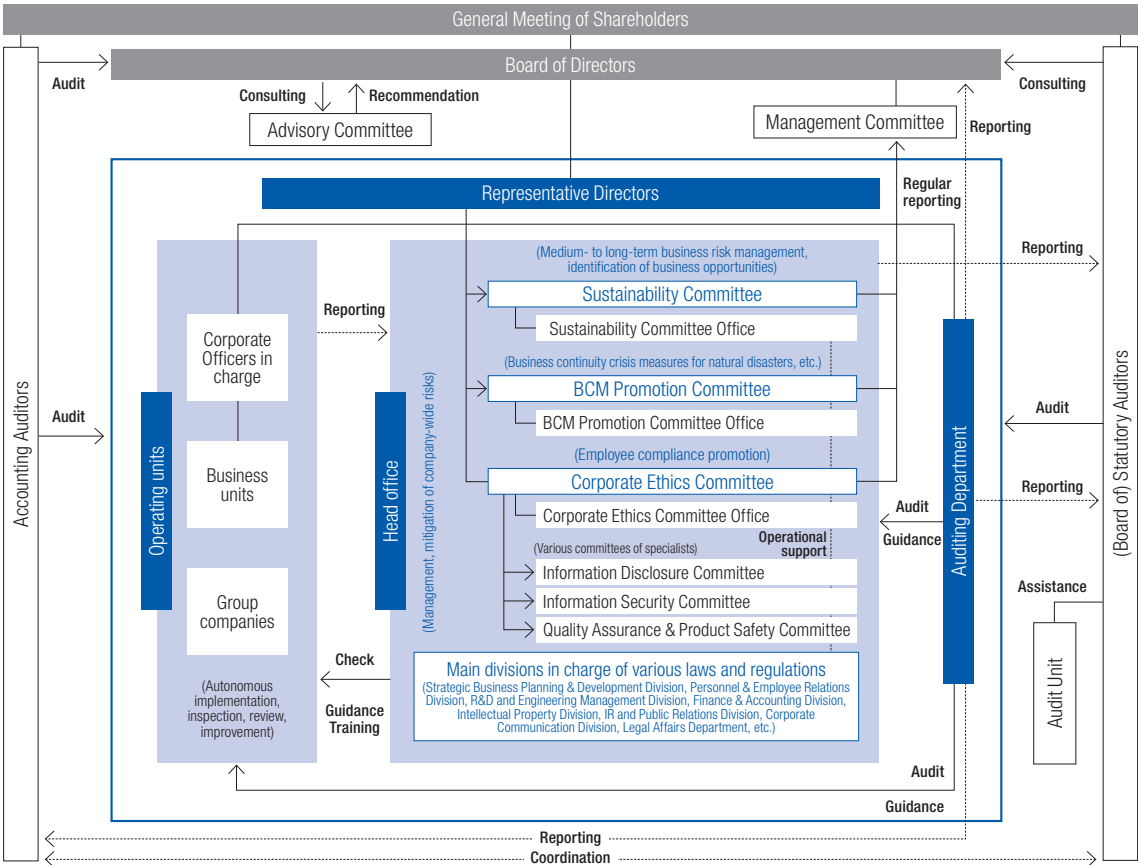 General Meeting of Shareholders
Board of Directors
Audit
Consulting
Recommendation
Consulting
Advisory Committee
Management Committee
Reporting
Representative Directors
Regular
reporting
(Medium- to long-term business risk management,
identification of business opportunities)
Reporting
Sustainability Committee
Sustainability Committee Office
Reporting
Corporate
Officers in
charge
(Business continuity crisis measures for natural disasters, etc.)
BCM Promotion Committee
BCM Promotion Committee Office
Audit
Audit
(Employee compliance promotion)
Corporate Ethics Committee
Corporate Ethics Committee Office
Business
units
Reporting
Audit
Guidance
Operational
support
(Various committees of specialists)
Information Disclosure Committee
Information Security Committee
Quality Assurance & Product Safety Committee
Group
companies
Assistance
Check
Guidance
Training
Main divisions in charge of various laws and regulations
(Strategic Business Planning & Development Division, Personnel & Employee Relations
Division, R&D and Engineering Management Division, Finance & Accounting Division,
Intellectual Property Division, IR and Public Relations Division, Corporate
Communication Division, Legal Affairs Department, etc.)
(Autonomous
implementation,
inspection, review,
improvement)
Audit
Guidance
Reporting
Coordination
Accounting Auditors
Operating units
Head office
(Management, mitigation of company-wide risks)
Auditing Department
Audit Unit
(Board of) Statutory Auditors